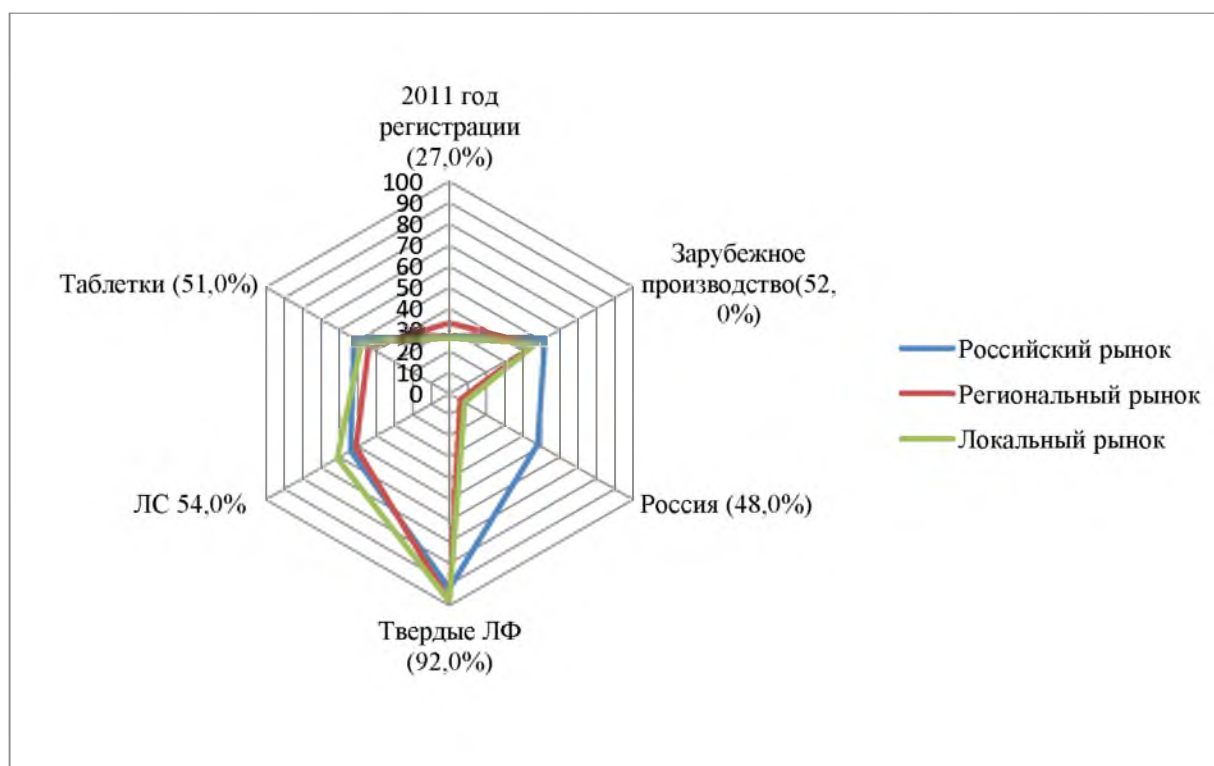 2011 год
регистрации
(27,0%)
100
90
80
70
60
50
40
30
20
10
0
Зарубежное
производство(52,
0%)
Россия (48,0%)
Твердые ЛФ
(92,0%)
ЛС 54,0%
Таблетки (51,0%)
Российский рынок
Региональный рынок
Локальный рынок